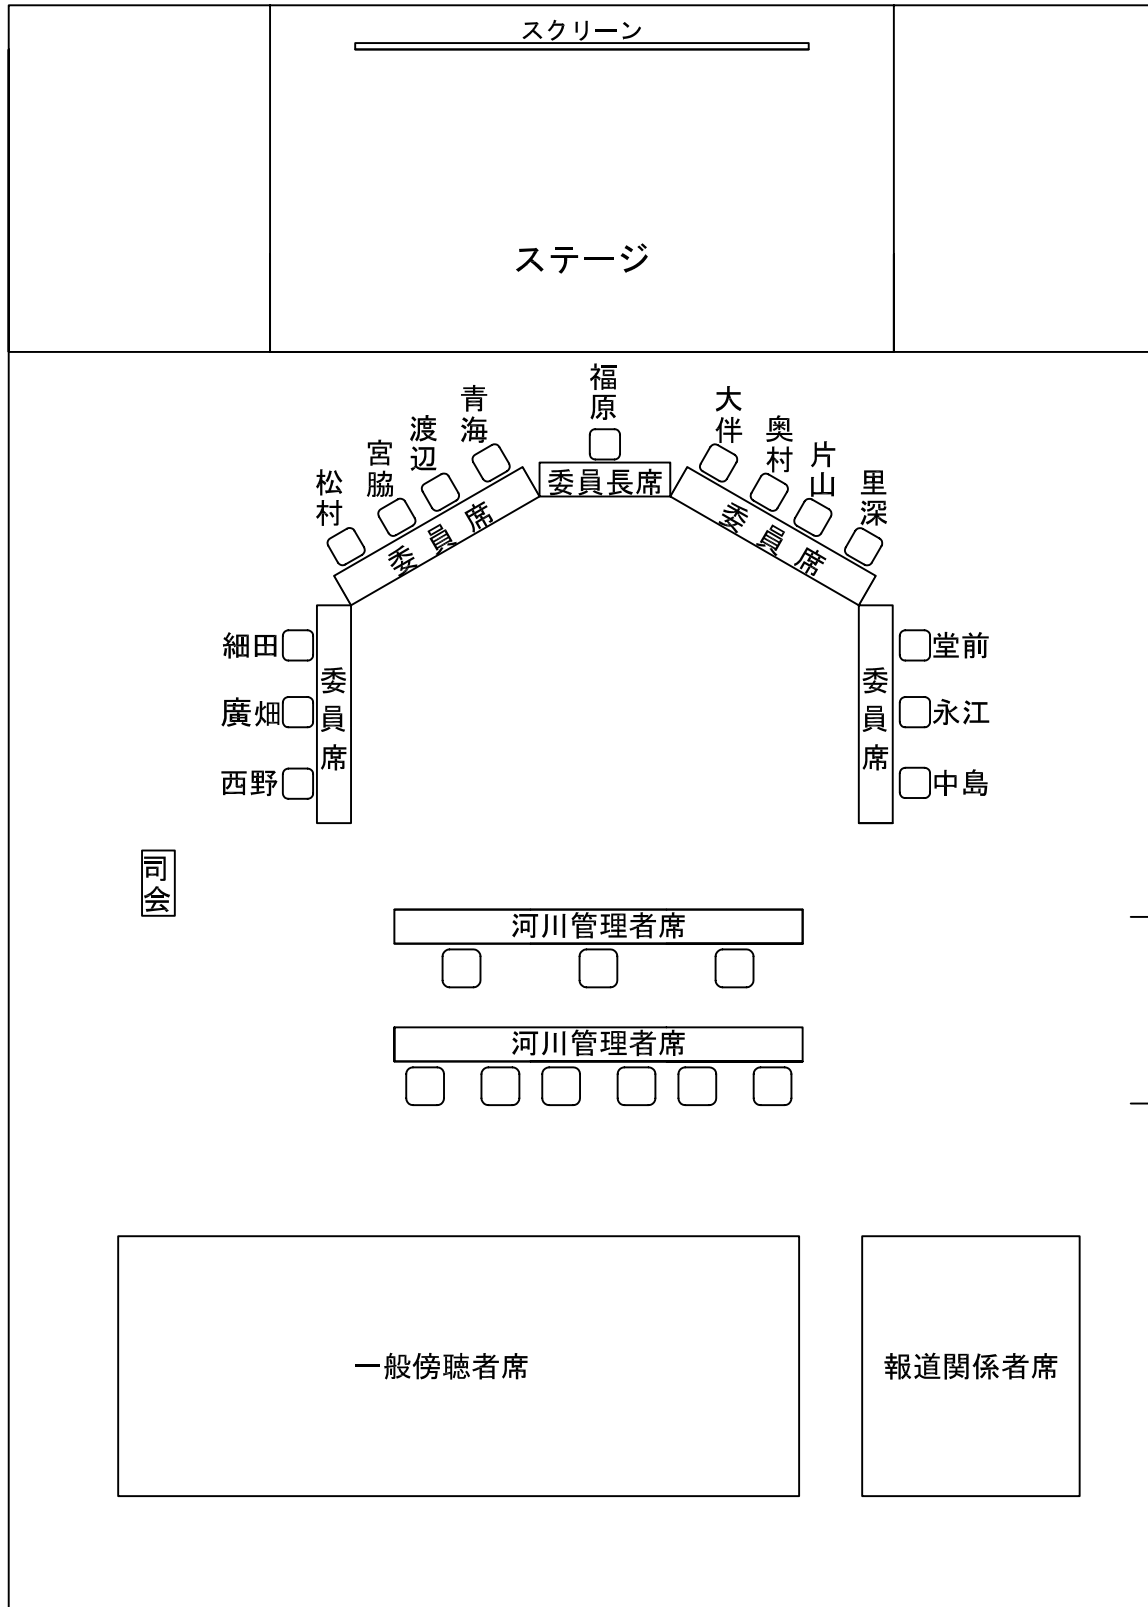 スクリーン
ステージ
福原
青海
大伴
渡辺
奥村
宮脇
片山
松村
里深
委員長席
委員席
委員席
細田
堂前
委員席
委員席
廣畑
永江
西野
中島
司会
河川管理者席
河川管理者席
一般傍聴者席
報道関係者席